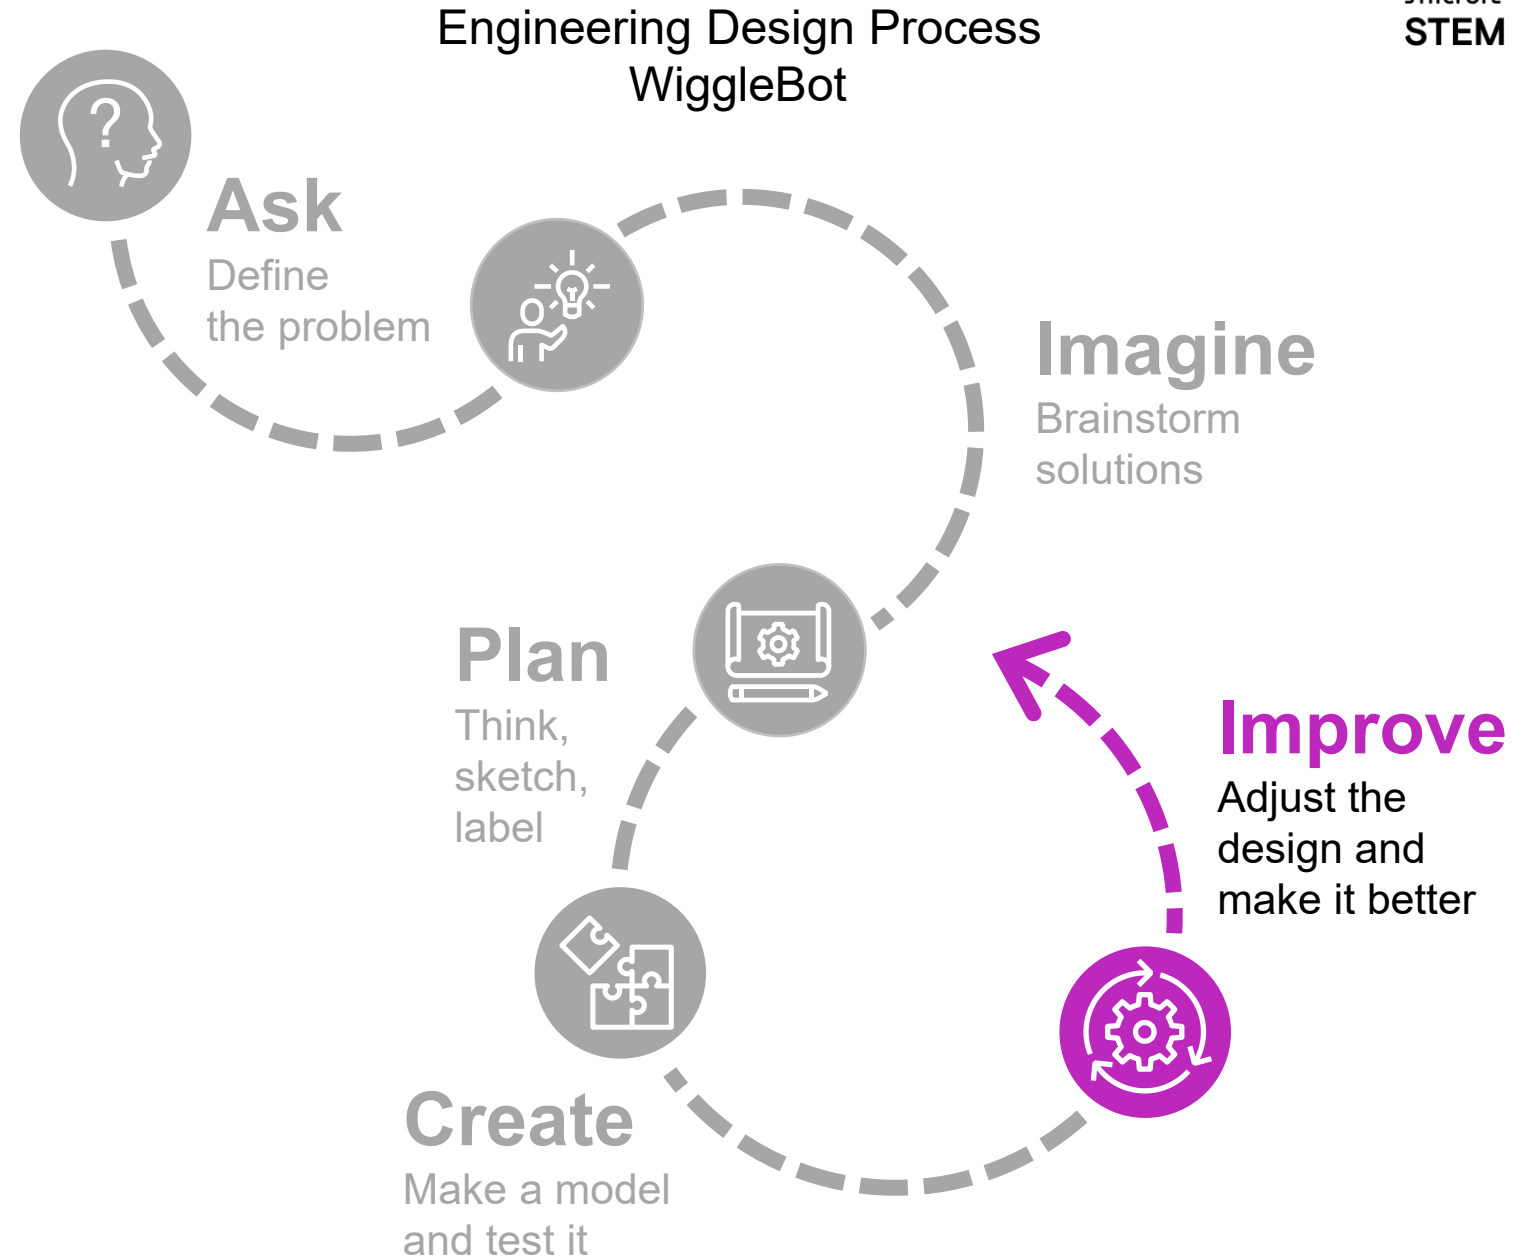 Engineering Design Process
WiggleBot
STEM
?
Ask
Define
the problem
Imagine
Brainstorm
solutions
Plan
Think,
sketch,
label
Improve
Adjust the
design and
make it better
Create
Make a model
and test it